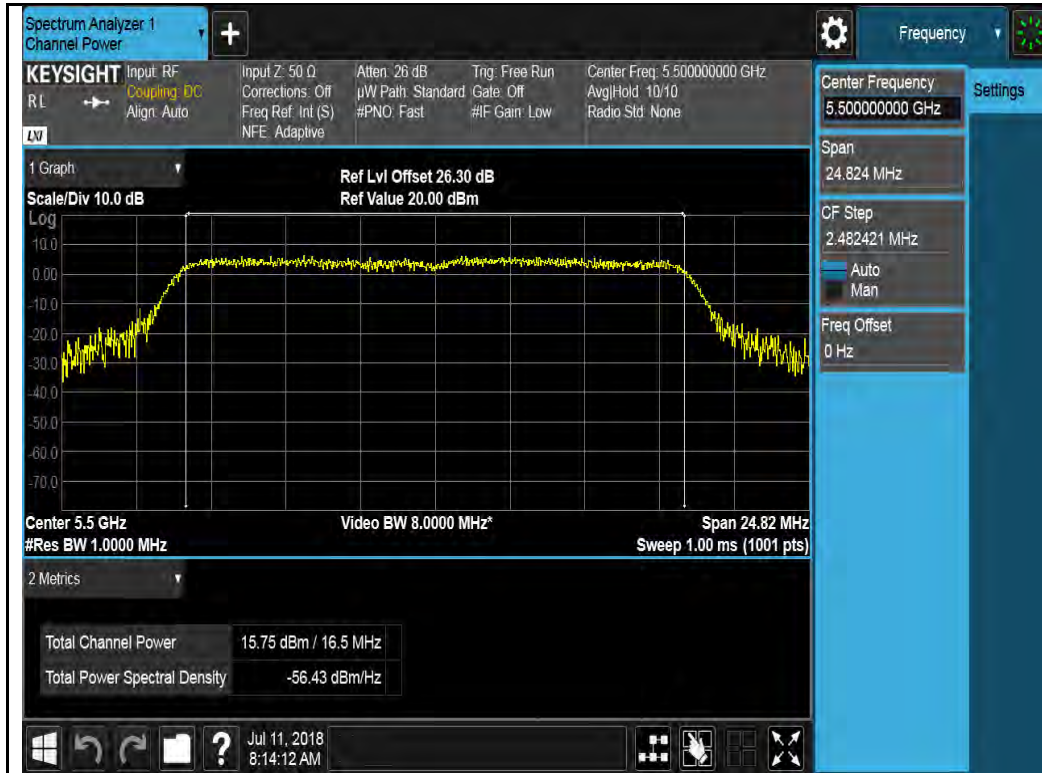 Spectrum Analyzer 1
Channel Power
+
Frequency
KEYSIGHT
RL
LXI
Input: RF
Coupling: DC
Align: Auto
Input Z: 50 Ω
Corrections: Off
Freq Ref: Int (S)
NFE: Adaptive
Atten: 26 dB
µW Path: Standard
#PNO: Fast
Trig: Free Run
Gate: Off
#IF Gain: Low
Center Freq: 5.500000000 GHz
Avg|Hold: 10/10
Radio Std: None
Center Frequency
5.500000000 GHz
Settings
Span
24.824 MHz
CF Step
2.482421 MHz
Auto
Man
Freq Offset
0 Hz
1 Graph
Scale/Div 10.0 dB
Ref Lvl Offset 26.30 dB
Ref Value 20.00 dBm
Log
10.0
0.00
-10.0
-20.0
-30.0
-40.0
-50.0
-60.0
-70.0
Center 5.5 GHz
#Res BW 1.0000 MHz
Video BW 8.0000 MHz*
Span 24.82 MHz
Sweep 1.00 ms (1001 pts)
2 Metrics
Total Channel Power 15.75 dBm / 16.5 MHz
Total Power Spectral Density -56.43 dBm/Hz
?
Jul 11, 2018
8:14:12 AM